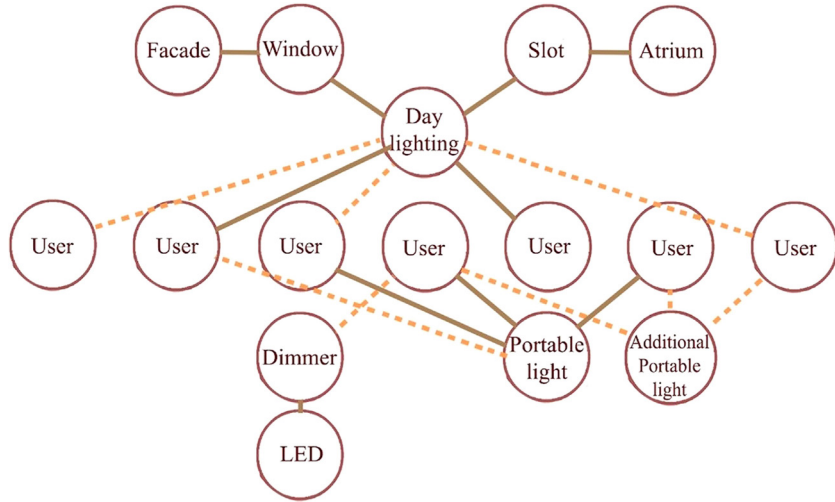 Facade
Window
Slot
Atrium
Day
lighting
User
User
User
User
User
User
User
Dimmer
Portable
light
Additional
Portable
light
LED